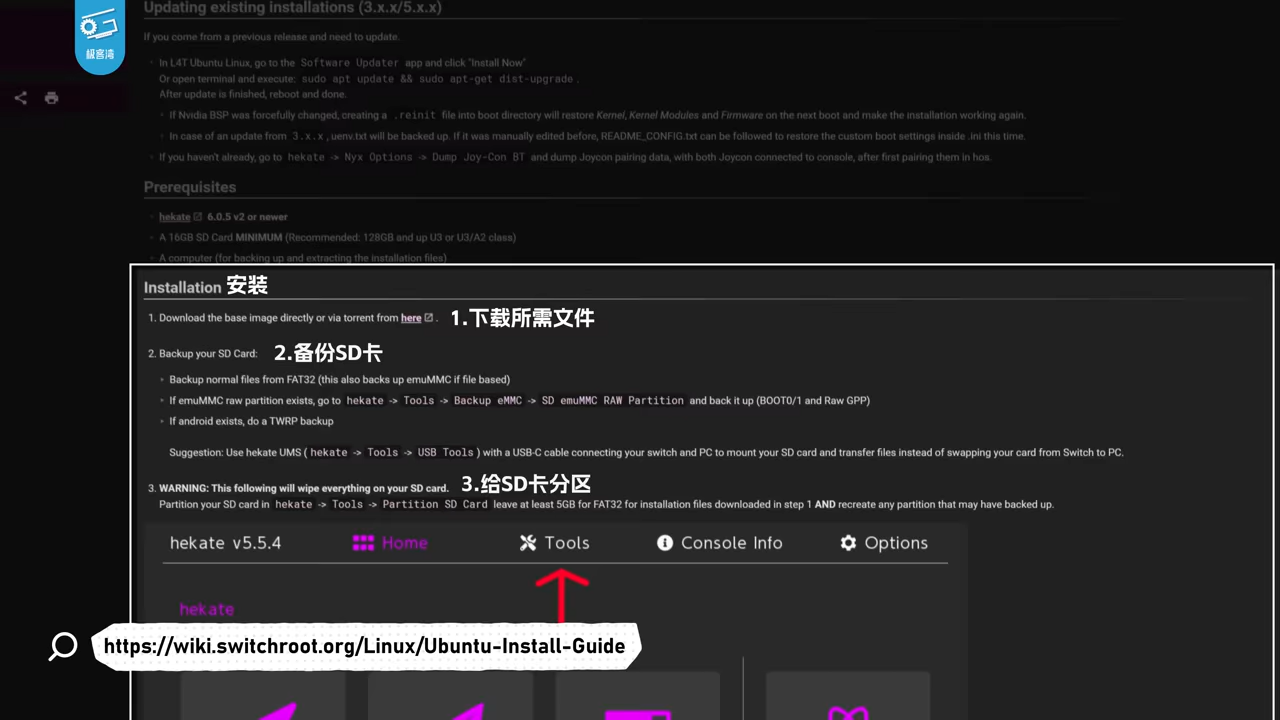 极客湾
Updating existing installations (3.x.x/5.x.x)
If you come from a previous release and need to update.
In L4T Ubuntu Linux, go to the Software Updater app and click "Install Now"
Or open terminal and execute: sudo apt update && sudo apt-get dist-upgrade .
After update is finished, reboot and done.
If Nvidia BSP was forcefully changed, creating a .reinit file into boot directory will restore Kernel, Kernel Modules and Firmware on the next boot and make the installation working again.
In case of an update from 3.x.x , uenv.txt will be backed up. If it was manually edited before, README_CONFIG.txt can be followed to restore the custom boot settings inside .ini this time.
If you haven't already, go to hekate -> Nyx Options -> Dump Joy-Con BT and dump Joycon pairing data, with both Joycon connected to console, after first pairing them in hos.
Prerequisites
hekate 6.0.5 v2 or newer
A 16GB SD Card MINIMUM (Recommended: 128GB and up U3 or U3/A2 class)
A computer (for backing up and extracting the installation files)
Installation 安装
1. Download the base image directly or via torrent from here . 1.下载所需文件
2. Backup your SD Card: 2.备份SD卡
Backup normal files from FAT32 (this also backs up emuMMC if file based)
If emuMMC raw partition exists, go to hekate -> Tools -> Backup eMMC -> SD emuMMC RAW Partition and back it up (BOOT0/1 and Raw GPP)
If android exists, do a TWRP backup
Suggestion: Use hekate UMS ( hekate -> Tools -> USB Tools ) with a USB-C cable connecting your switch and PC to mount your SD card and transfer files instead of swapping your card from Switch to PC.
3. WARNING: This following will wipe everything on your SD card. 3.给SD卡分区
Partition your SD card in hekate -> Tools -> Partition SD Card leave at least 5GB for FAT32 for installation files downloaded in step 1 AND recreate any partition that may have backed up.
hekate v5.5.4 Home Tools Console Info Options
hekate
https://wiki.switchroot.org/Linux/Ubuntu-Install-Guide